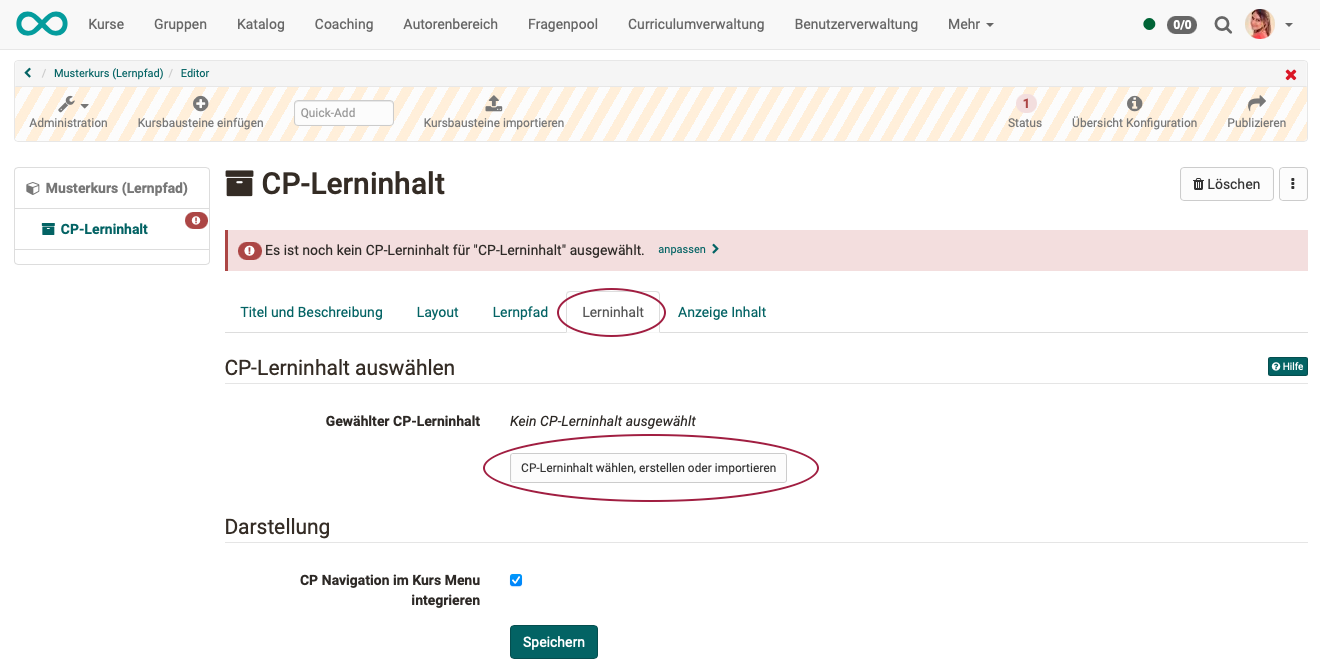 Kurse Gruppen Katalog Coaching Autorenbereich Fragenpool Curriculumverwaltung Benutzerverwaltung Mehr 0/0
/ Musterkurs (Lernpfad) / Editor
Administration Kursbausteine einfügen Quick-Add Kursbausteine importieren 1 Status Übersicht Konfiguration Publizieren
Musterkurs (Lernpfad)
CP-Lerninhalt
CP-Lerninhalt Löschen
Es ist noch kein CP-Lerninhalt für "CP-Lerninhalt" ausgewählt. anpassen
Titel und Beschreibung Layout Lernpfad Lerninhalt Anzeige Inhalt
CP-Lerninhalt auswählen Hilfe
Gewählter CP-Lerninhalt Kein CP-Lerninhalt ausgewählt
CP-Lerninhalt wählen, erstellen oder importieren
Darstellung
CP Navigation im Kurs Menu
integrieren
Speichern